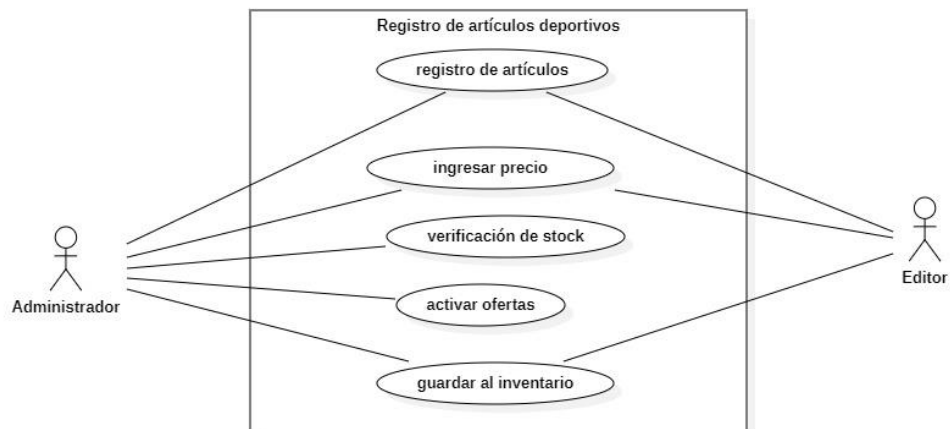 Registro de artículos deportivos
registro de artículos
ingresar precio
verificación de stock
activar ofertas
guardar al inventario
Administrador
Editor